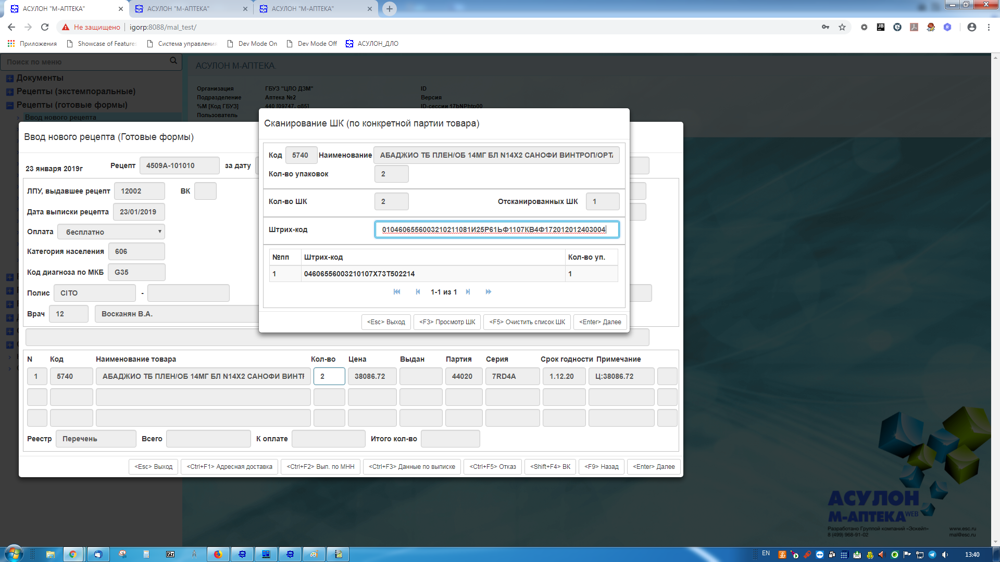 АСУЛОН "М-АПТЕКА"
АСУЛОН "М-АПТЕКА"
АСУЛОН "М-АПТЕКА"
Не защищено
igorp:8088/mal_test/
Приложения
Showcase of Features
Система управления
Dev Mode On
Dev Mode Off
АСУЛОН_ДЛО
Поиск по меню
АСУЛОН М-АПТЕКА.
Документы
Рецепты (экстемпоральные)
Рецепты (готовые формы)
Ввод нового рецепта
Организация ГБУЗ "ЦЛО ДЗМ" ID
Подразделение Аптека №2 Версия
%М [Код ГБУЗ] 440 [09747, q85] ID-сессии 17bNPhtp00
Пользователь
Сканирование ШК (по конкретной партии товара)
Код 5740 Наименование АБАДЖИО ТБ ПЛЕН/ОБ 14МГ БЛ N14X2 САНОФИ ВИНТРОП/ОРТ
Кол-во упаковок 2
Кол-во ШК 2 Отсканированных ШК 1
Штрих-код 0104606556003210211081И25Р61ЬФ1107КВ4Ф172012012403004
№пп Штрих-код Кол-во уп.
1 04606556003210107X73T502214 1
1-1 из 1
<Esc> Выход <F3> Просмотр ШК <F5> Очистить список ШК <Enter> Далее
Ввод нового рецепта (Готовые формы)
23 января 2019г Рецепт 4509А-101010 за дату
ЛПУ, выдавшее рецепт 12002 ВК
Дата выписки рецепта 23/01/2019
Оплата бесплатно
Категория населения 606
Код диагноза по МКБ G35
Полис CITO -
Врач 12 Восканян В.А.
N Код Наименование товара Кол-во Цена Выдан Партия Серия Срок годности Примечание
1 5740 АБАДЖИО ТБ ПЛЕН/ОБ 14МГ БЛ N14X2 САНОФИ ВИНТ 2 38086.72 44020 7RD4A 1.12.20 Ц:38086.72
Реестр Перечень Всего К оплате Итого кол-во
<Esc> Выход <Ctrl+F1> Адресная доставка <Ctrl+F2> Вып. по МНН <Ctrl+F3> Данные по выписке <Ctrl+F5> Отказ <Shift+F4> ВК <F9> Назад <Enter> Далее
АСУЛОН
М-АПТЕКА WEB
Разработано Группой компаний «Эскейп» www.esc.ru
8 (499) 968-91-02 mal@esc.ru
EN
13:40